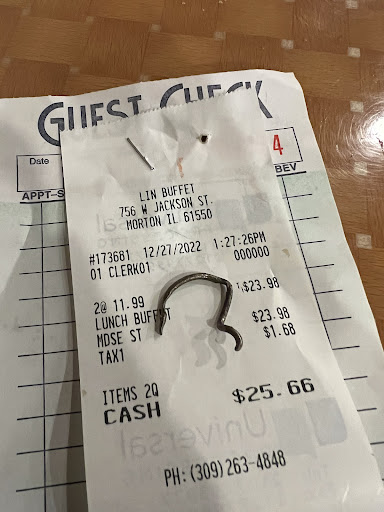 GUEST CHECK
Date
4
APPT-S
BEV
LIN BUFFET
756 W JACKSON ST.
MORTON IL 61550
#173681 12/27/2022 1:27:26PM
01 CLERK01 000000
2@ 11.99
LUNCH BUFFET $23.98
MDSE ST $23.98
TAX1 $1.68
ITEMS 2Q
CASH $25.66
Universal
PH: (309)263-4848